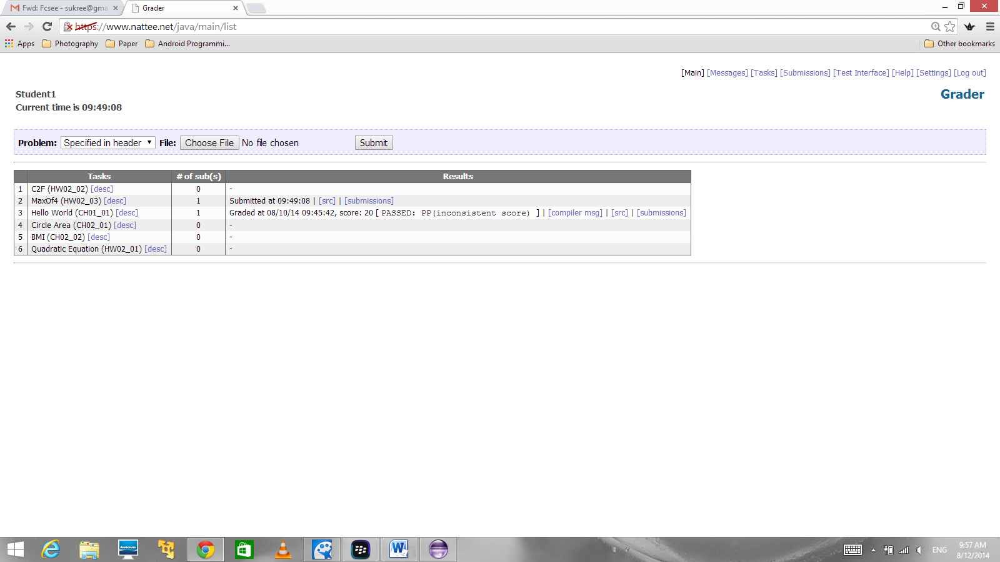 Fwd: Fcsee - sukree@gma
Grader
https://www.nattee.net/java/main/list
Apps Photography Paper Android Programmi... Other bookmarks
[Main] [Messages] [Tasks] [Submissions] [Test Interface] [Help] [Settings] [Log out]
Student1 Grader
Current time is 09:49:08
Problem: Specified in header File: Choose File No file chosen Submit
Tasks # of sub(s) Results
1 C2F (HW02_02) [desc] 0 -
2 MaxOf4 (HW02_03) [desc] 1 Submitted at 09:49:08 | [src] | [submissions]
3 Hello World (CH01_01) [desc] 1 Graded at 08/10/14 09:45:42, score: 20 [ PASSED: PP(inconsistent score) ] | [compiler msg] | [src] | [submissions]
4 Circle Area (CH02_01) [desc] 0 -
5 BMI (CH02_02) [desc] 0 -
6 Quadratic Equation (HW02_01) [desc] 0 -
lenovo
ENG
9:57 AM
8/12/2014